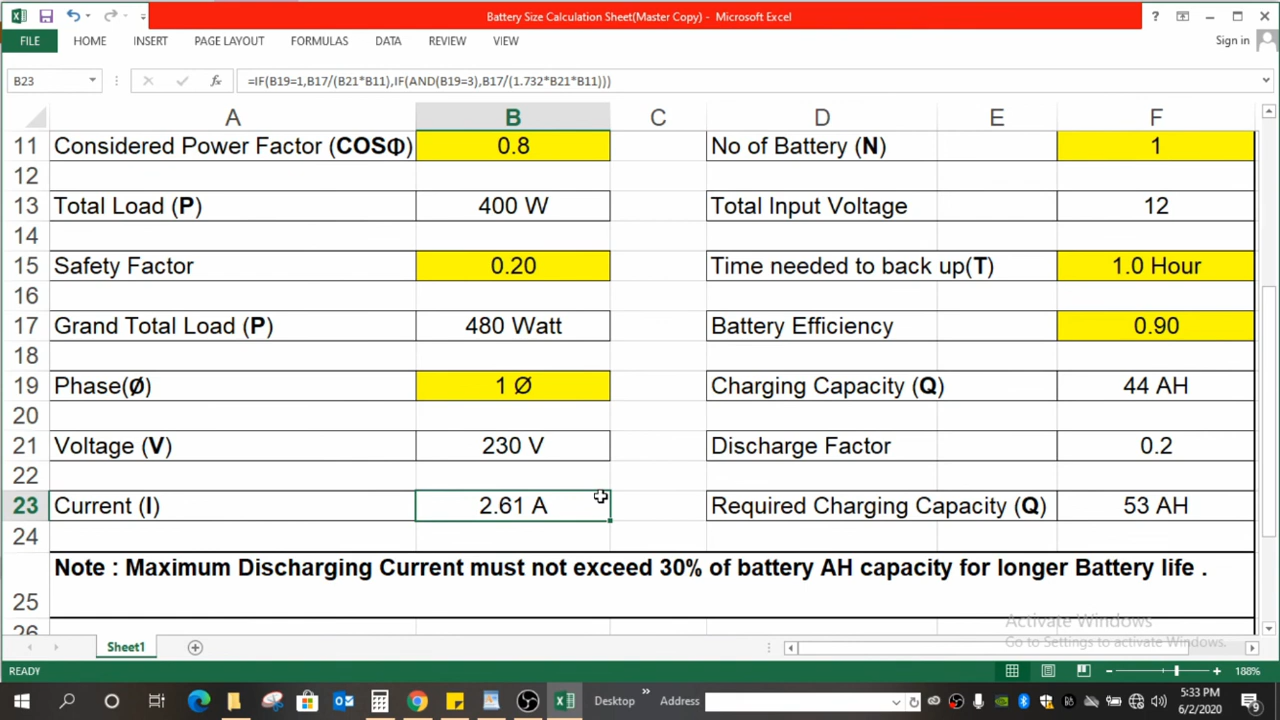 Battery Size Calculation Sheet(Master Copy) - Microsoft Excel
FILE HOME INSERT PAGE LAYOUT FORMULAS DATA REVIEW VIEW Sign in
B23 fx =IF(B19=1,B17/(B21*B11),IF(AND(B19=3),B17/(1.732*B21*B11)))
A B C D E F
11 Considered Power Factor (COSΦ) 0.8 No of Battery (N) 1
12
13 Total Load (P) 400 W Total Input Voltage 12
14
15 Safety Factor 0.20 Time needed to back up(T) 1.0 Hour
16
17 Grand Total Load (P) 480 Watt Battery Efficiency 0.90
18
19 Phase(Ø) 1 Ø Charging Capacity (Q) 44 AH
20
21 Voltage (V) 230 V Discharge Factor 0.2
22
23 Current (I) 2.61 A Required Charging Capacity (Q) 53 AH
24
Note : Maximum Discharging Current must not exceed 30% of battery AH capacity for longer Battery life .
25
26
Activate Windows
Go to Settings to activate Windows.
Sheet1
READY 188%
Desktop » Address 5:33 PM
6/2/2020 9